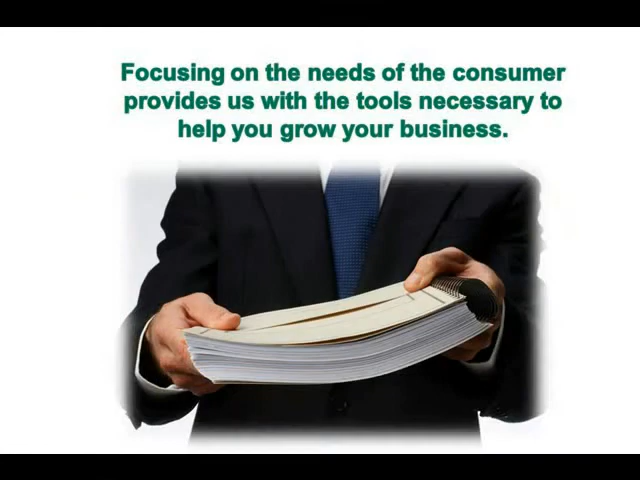 Focusing on the needs of the consumer
provides us with the tools necessary to
help you grow your business.